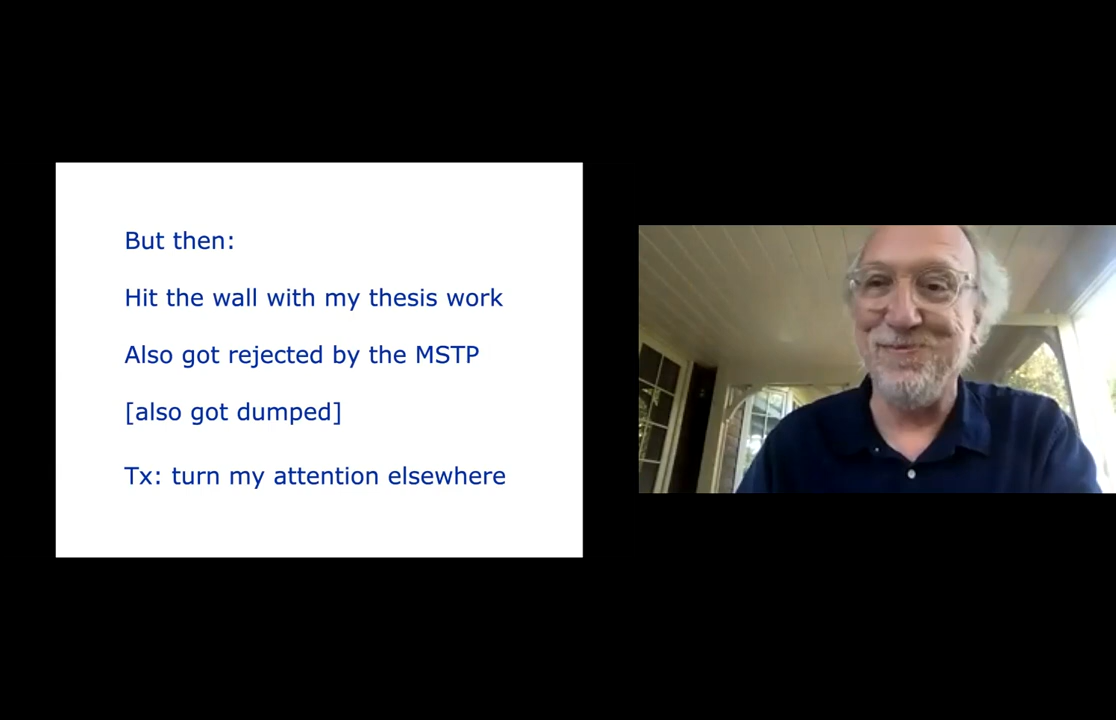 But then:
Hit the wall with my thesis work
Also got rejected by the MSTP
[also got dumped]
Tx: turn my attention elsewhere